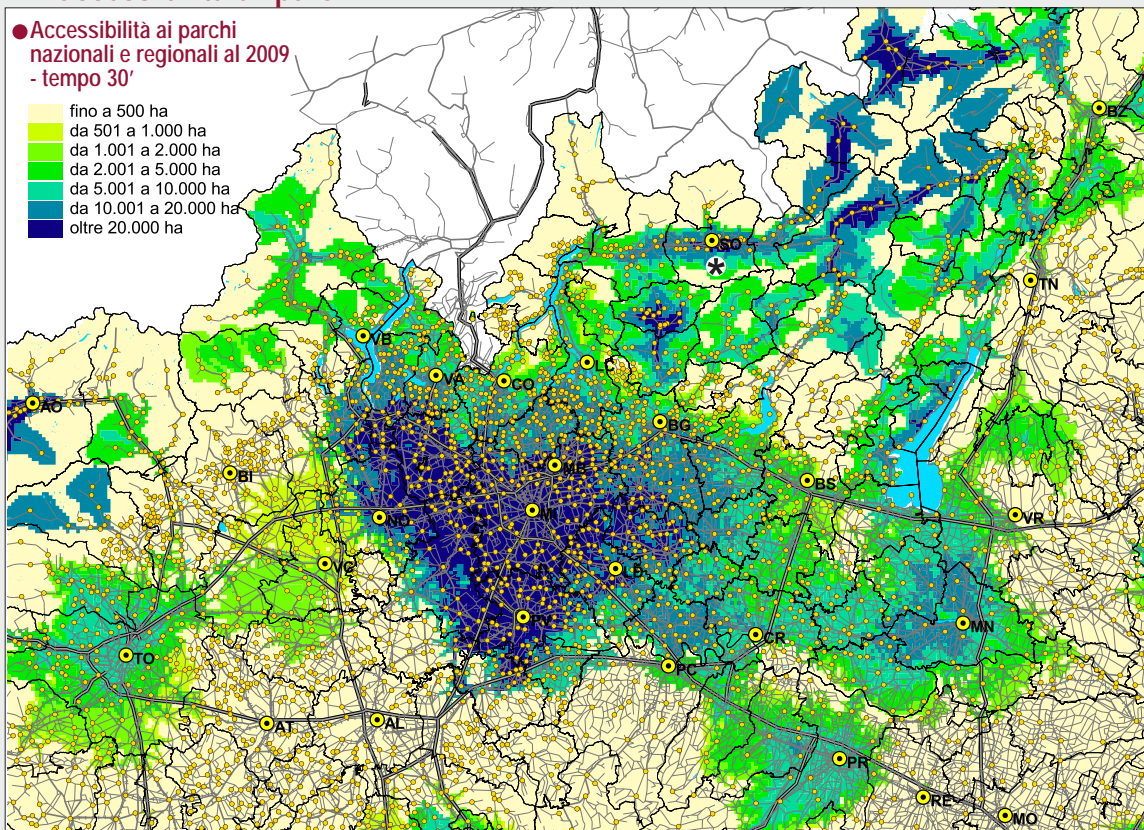 ● Accessibilità ai parchi
nazionali e regionali al 2009
- tempo 30'
fino a 500 ha
da 501 a 1.000 ha
da 1.001 a 2.000 ha
da 2.001 a 5.000 ha
da 5.001 a 10.000 ha
da 10.001 a 20.000 ha
oltre 20.000 ha
BZ
SO
*
TN
VB
VA
CO
LC
AO
BG
BI
MB
BS
NO
MI
VR
VC
LO
PV
MN
CR
TO
PC
AT
AL
PR
RE
MO